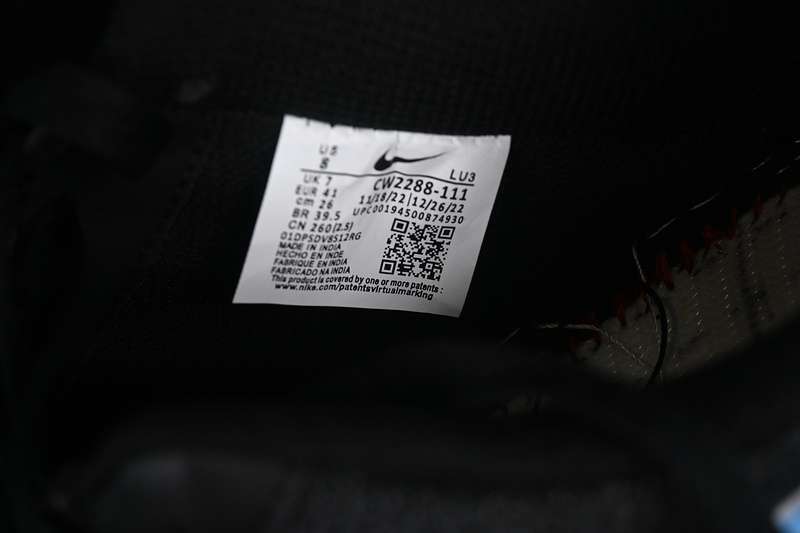 US
8
LU3
UK 7
CW2288-111
EUR 41
11/18/22 | 12/26/22
cm 26
UPC00194500874930
BR 39.5
CN 260(2.5)
01DPSDV8S12RG
MADE IN INDIA
HECHO EN INDE
FABRIQUE EN INDIA
FABRICADO NA INDIA
This product is covered by one or more patents :
www.nike.com/patentsvirtualmarking